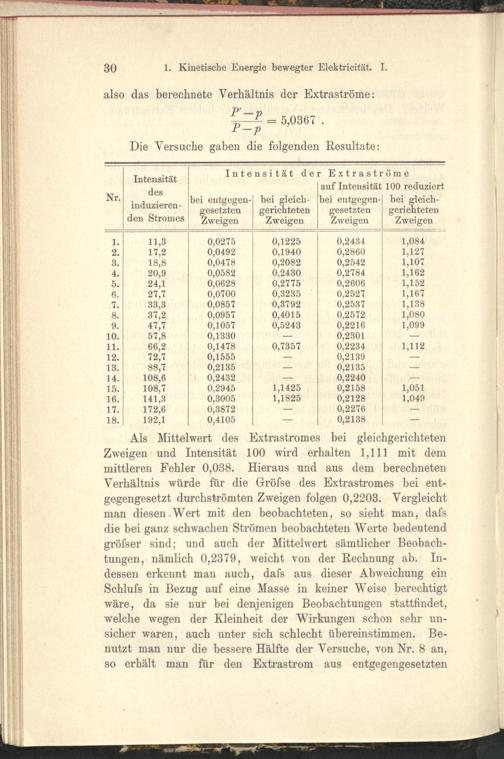 30 1. Kinetische Energie bewegter Elektricität. I.
also das berechnete Verhältnis der Extraströme:
P′—p
P—p
= 5,0367 .
Die Versuche gaben die folgenden Resultate:
Nr.
Intensität
des
induzieren-
den Stromes
Intensität der Extraströme
auf Intensität 100 reduziert
bei entgegen-
gesetzten
Zweigen
bei gleich-
gerichteten
Zweigen
bei entgegen-
gesetzten
Zweigen
bei gleich-
gerichteten
Zweigen
1. 11,3 0,0275 0,1225 0,2434 1,084
2. 17,2 0,0492 0,1940 0,2860 1,127
3. 18,8 0,0478 0,2082 0,2542 1,107
4. 20,9 0,0582 0,2430 0,2784 1,162
5. 24,1 0,0628 0,2775 0,2606 1,152
6. 27,7 0,0700 0,3235 0,2527 1,167
7. 33,3 0,0857 0,3792 0,2537 1,138
8. 37,2 0,0957 0,4015 0,2572 1,080
9. 47,7 0,1057 0,5243 0,2216 1,099
10. 57,8 0,1330 — 0,2301 —
11. 66,2 0,1478 0,7357 0,2234 1,112
12. 72,7 0,1555 — 0,2139 —
13. 88,7 0,2135 — 0,2135 —
14. 108,6 0,2432 — 0,2240 —
15. 108,7 0,2945 1,1425 0,2158 1,051
16. 141,3 0,3005 1,1825 0,2128 1,049
17. 172,6 0,3872 — 0,2276 —
18. 192,1 0,4105 — 0,2138 —
Als Mittelwert des Extrastromes bei gleichgerichteten
Zweigen und Intensität 100 wird erhalten 1,111 mit dem
mittleren Fehler 0,038. Hieraus und aus dem berechneten
Verhältnis würde für die Gröfse des Extrastromes bei ent-
gegengesetzt durchströmten Zweigen folgen 0,2203. Vergleicht
man diesen Wert mit den beobachteten, so sieht man, dafs
die bei ganz schwachen Strömen beobachteten Werte bedeutend
gröfser sind; und auch der Mittelwert sämtlicher Beobach-
tungen, nämlich 0,2379, weicht von der Rechnung ab. In-
dessen erkennt man auch, dafs aus dieser Abweichung ein
Schlufs in Bezug auf eine Masse in keiner Weise berechtigt
wäre, da sie nur bei denjenigen Beobachtungen stattfindet,
welche wegen der Kleinheit der Wirkungen schon sehr un-
sicher waren, auch unter sich schlecht übereinstimmen. Be-
nutzt man nur die bessere Hälfte der Versuche, von Nr. 8 an,
so erhält man für den Extrastrom aus entgegengesetzten